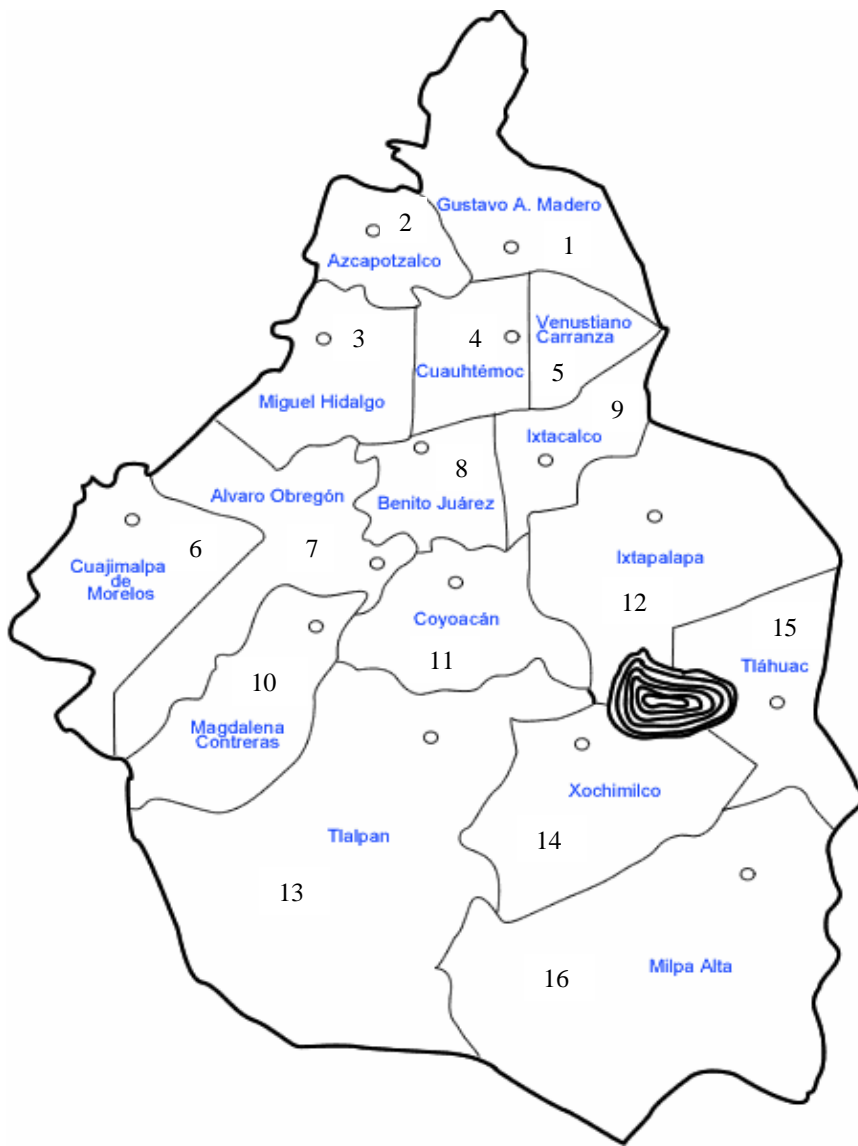 Gustavo A. Madero
2
1
Azcapotzalco
Venustiano
Carranza
3
4
Cuauhtémoc
5
Miguel Hidalgo
9
Ixtacalco
8
Alvaro Obregón
Benito Juárez
6
7
Cuajimalpa
de
Morelos
Ixtapalapa
12
Coyoacán
11
15
Tláhuac
10
Magdalena
Contreras
Xochimilco
14
Tlalpan
13
Milpa Alta
16